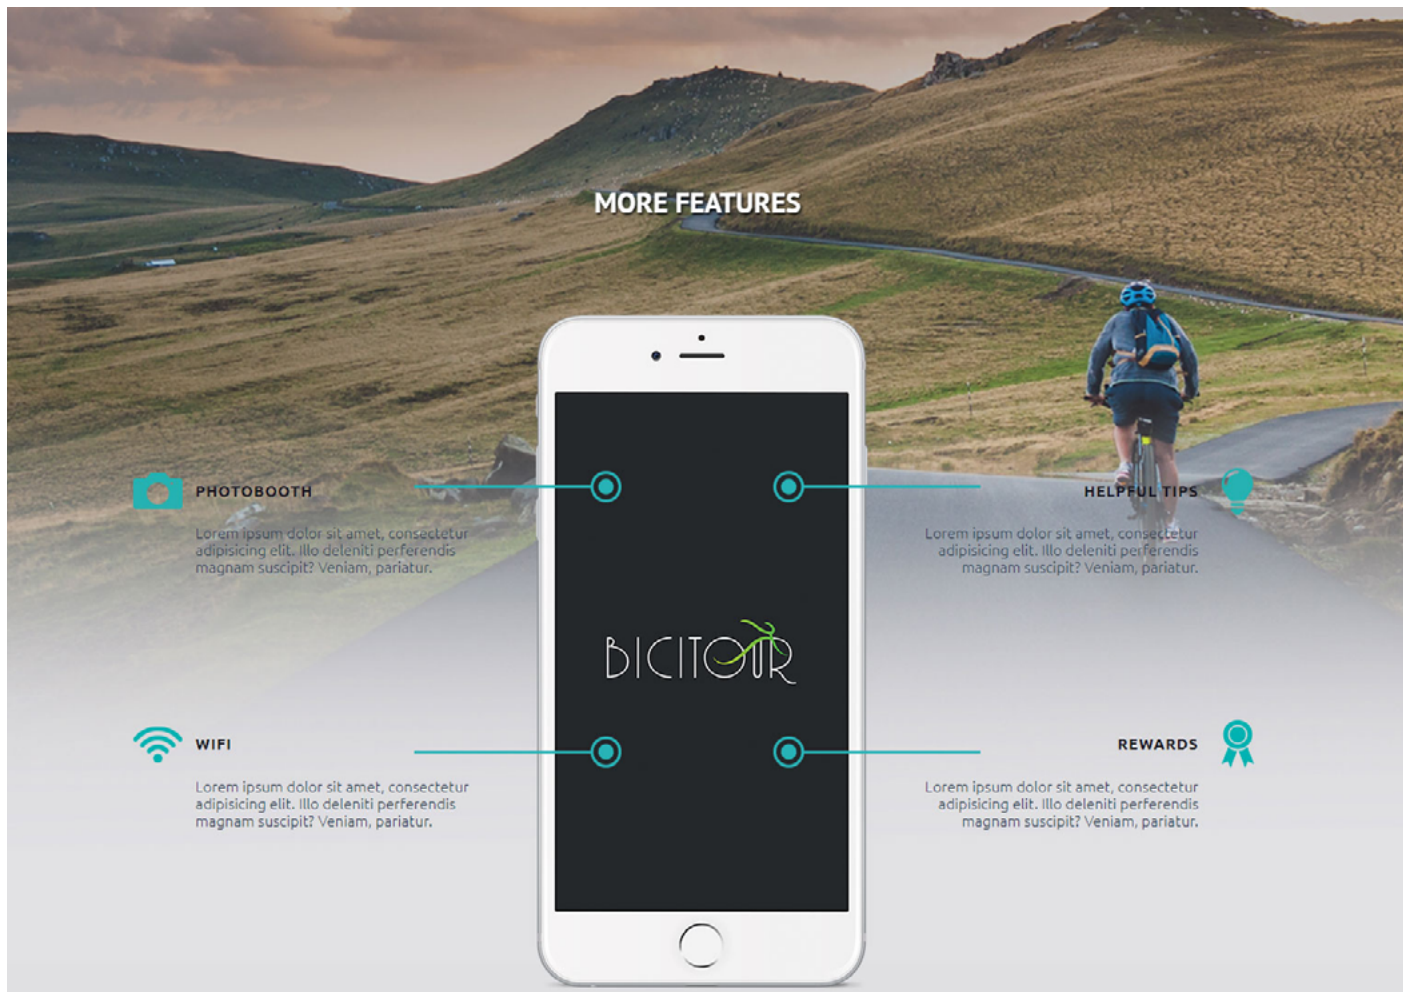 MORE FEATURES
PHOTOBOOTH
Lorem ipsum dolor sit amet, consectetur
adipisicing elit. Illo deleniti perferendis
magnam suscipit? Veniam, pariatur.
HELPFUL TIPS
Lorem ipsum dolor sit amet, consectetur
adipisicing elit. Illo deleniti perferendis
magnam suscipit? Veniam, pariatur.
BICITOUR
WIFI
Lorem ipsum dolor sit amet, consectetur
adipisicing elit. Illo deleniti perferendis
magnam suscipit? Veniam, pariatur.
REWARDS
Lorem ipsum dolor sit amet, consectetur
adipisicing elit. Illo deleniti perferendis
magnam suscipit? Veniam, pariatur.